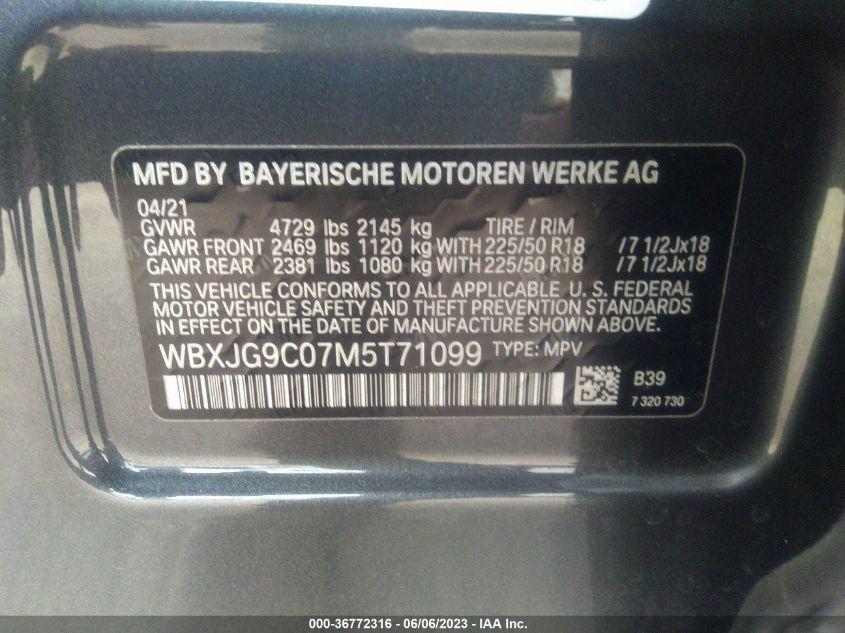 MFD BY BAYERISCHE MOTOREN WERKE AG
04/21
GVWR 4729 lbs 2145 kg TIRE / RIM
GAWR FRONT 2469 lbs 1120 kg WITH 225/50 R18 /7 1/2Jx18
GAWR REAR 2381 lbs 1080 kg WITH 225/50 R18 /7 1/2Jx18
THIS VEHICLE CONFORMS TO ALL APPLICABLE U. S. FEDERAL
MOTOR VEHICLE SAFETY AND THEFT PREVENTION STANDARDS
IN EFFECT ON THE DATE OF MANUFACTURE SHOWN ABOVE.
WBXJG9C07M5T71099 TYPE: MPV
B39
7 320 730
000-36772316 - 06/06/2023 - IAA Inc.